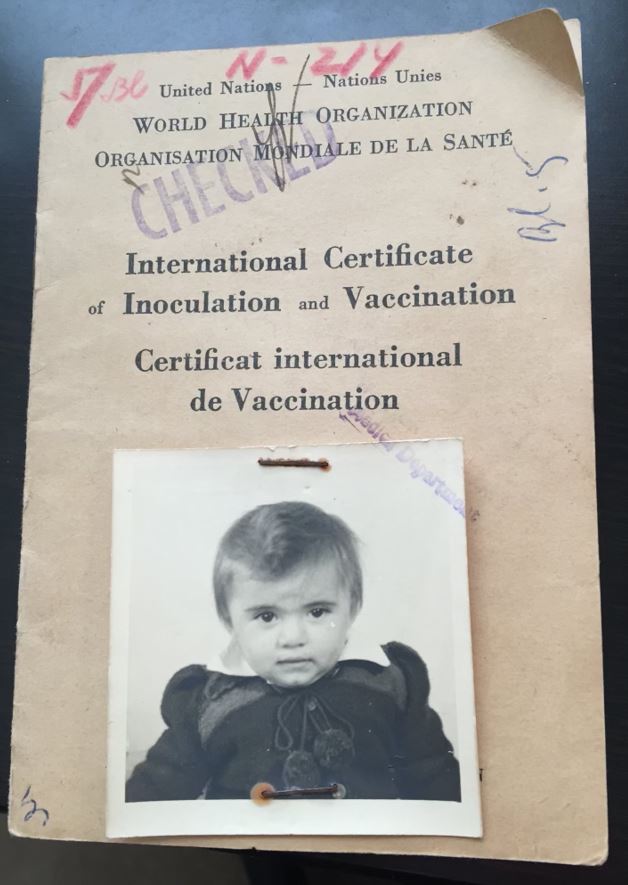 N-214
57
United Nations — Nations Unies
WORLD HEALTH ORGANIZATION
ORGANISATION MONDIALE DE LA SANTÉ
CHECKED
International Certificate
of Inoculation and Vaccination
Certificat international
de Vaccination
Medical Department
N